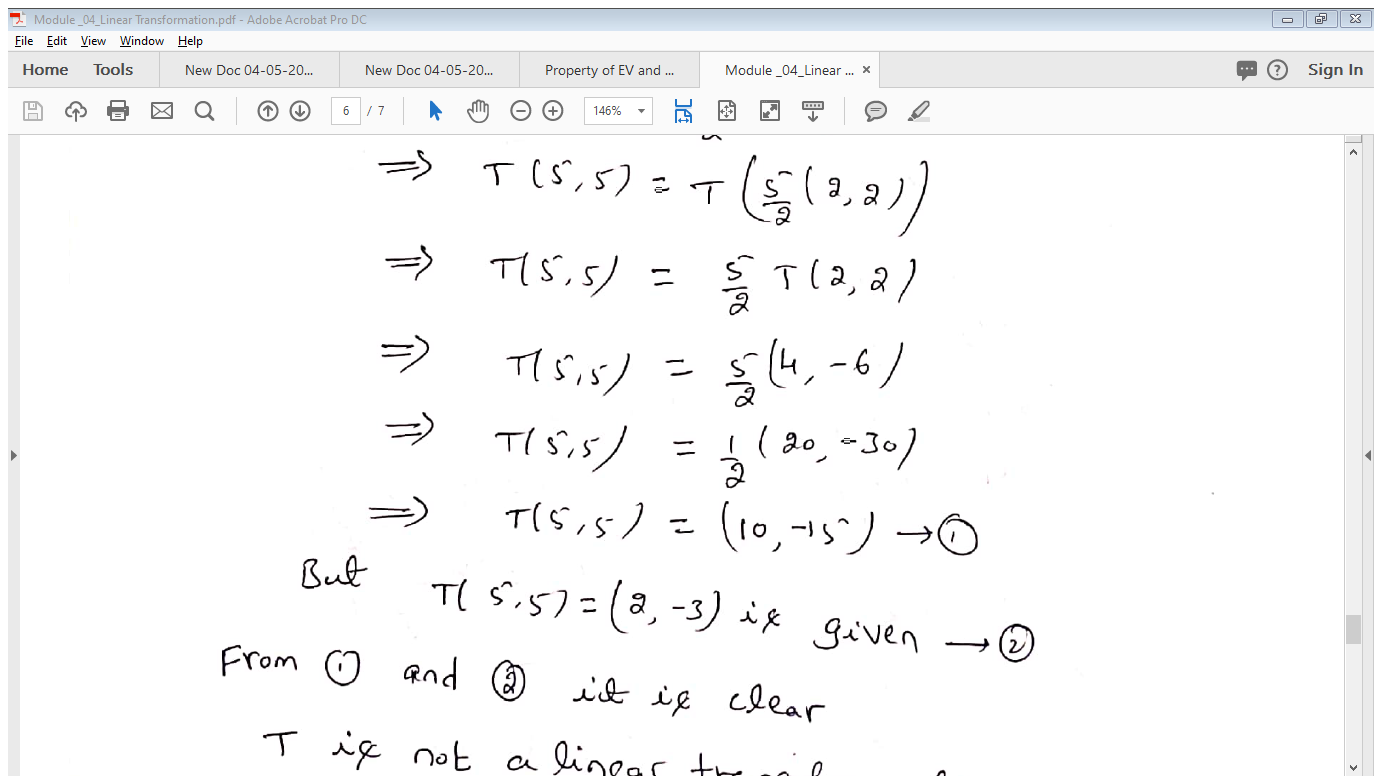 Module _04_Linear Transformation.pdf - Adobe Acrobat Pro DC
File Edit View Window Help
Home Tools New Doc 04-05-20... New Doc 04-05-20... Property of EV and ... Module _04_Linear ... × Sign In
6 / 7 146%
⇒ T(5,5) = T(5/2(2,2))
⇒ T(5,5) = 5/2 T(2,2)
⇒ T(5,5) = 5/2(4,-6)
⇒ T(5,5) = 1/2(20,-30)
⇒ T(5,5) = (10,-15) → ①
But T(5,5) = (2,-3) is given → ②
From ① and ② it is clear
T is not a linear